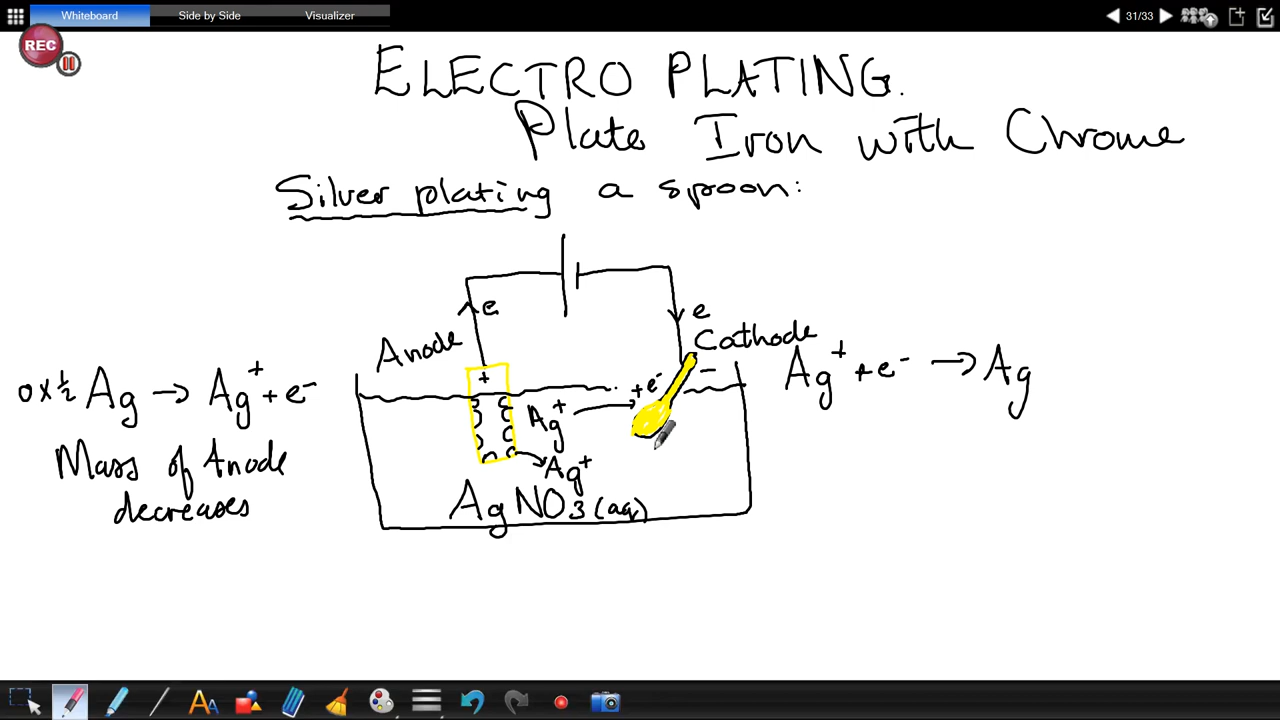 Whiteboard Side by Side Visualizer 31/33
REC
ELECTRO PLATING.
Plate Iron with Chrome
Silver plating a spoon:
e e
Anode Cathode
0x ½ Ag → Ag⁺ + e⁻
+
Ag⁺ + e⁻ −
Ag⁺ + e⁻ → Ag
Mass of Anode
decreases
Ag⁺
AgNO₃(aq)